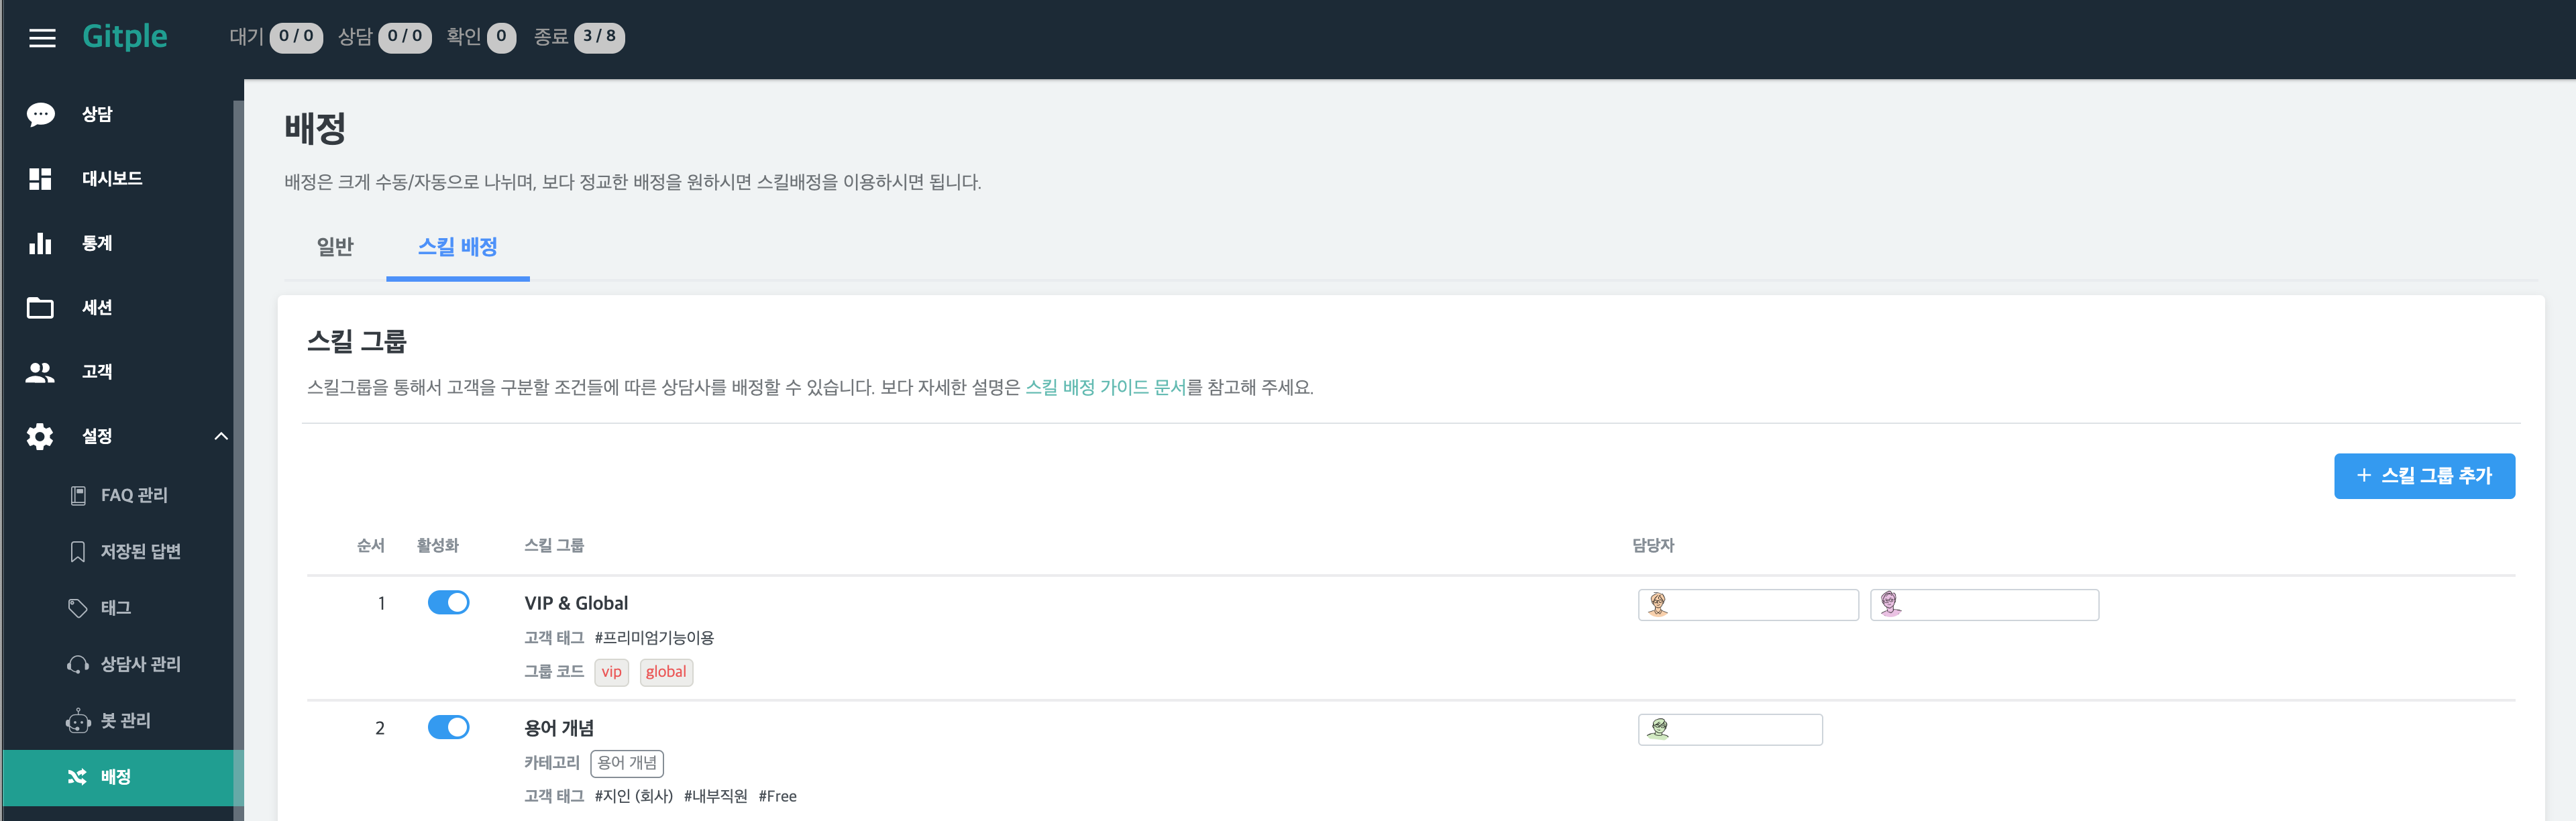 Gitple 대기 0 / 0 상담 0 / 0 확인 0 종료 3 / 8
상담
대시보드
통계
세션
고객
설정
FAQ 관리
저장된 답변
태그
상담사 관리
봇 관리
배정
배정
배정은 크게 수동/자동으로 나뉘며, 보다 정교한 배정을 원하시면 스킬배정을 이용하시면 됩니다.
일반 스킬 배정
스킬 그룹
스킬그룹을 통해서 고객을 구분할 조건들에 따른 상담사를 배정할 수 있습니다. 보다 자세한 설명은 스킬 배정 가이드 문서를 참고해 주세요.
+ 스킬 그룹 추가
순서 활성화 스킬 그룹 담당자
1 VIP & Global
고객 태그 #프리미엄기능이용
그룹 코드 vip global
2 용어 개념
카테고리 용어 개념
고객 태그 #지인 (회사) #내부직원 #Free